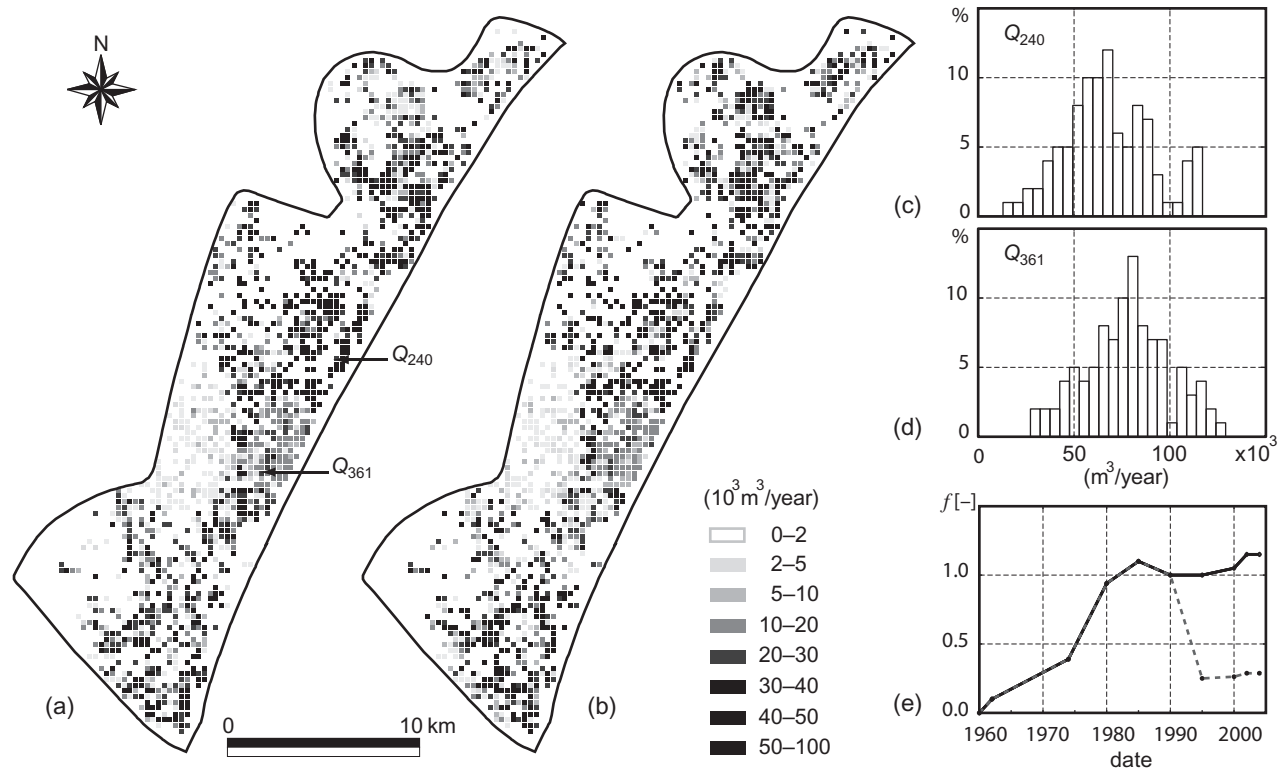 N
Q240
Q361
(a)
(b)
0 10 km
(10³m³/year)
0–2
2–5
5–10
10–20
20–30
30–40
40–50
50–100
%
Q240
10
5
0
(c)
%
Q361
10
5
0
(d)
0 50 100 x10³
(m³/year)
f [–]
1.0
0.5
0.0
(e)
1960 1970 1980 1990 2000
date